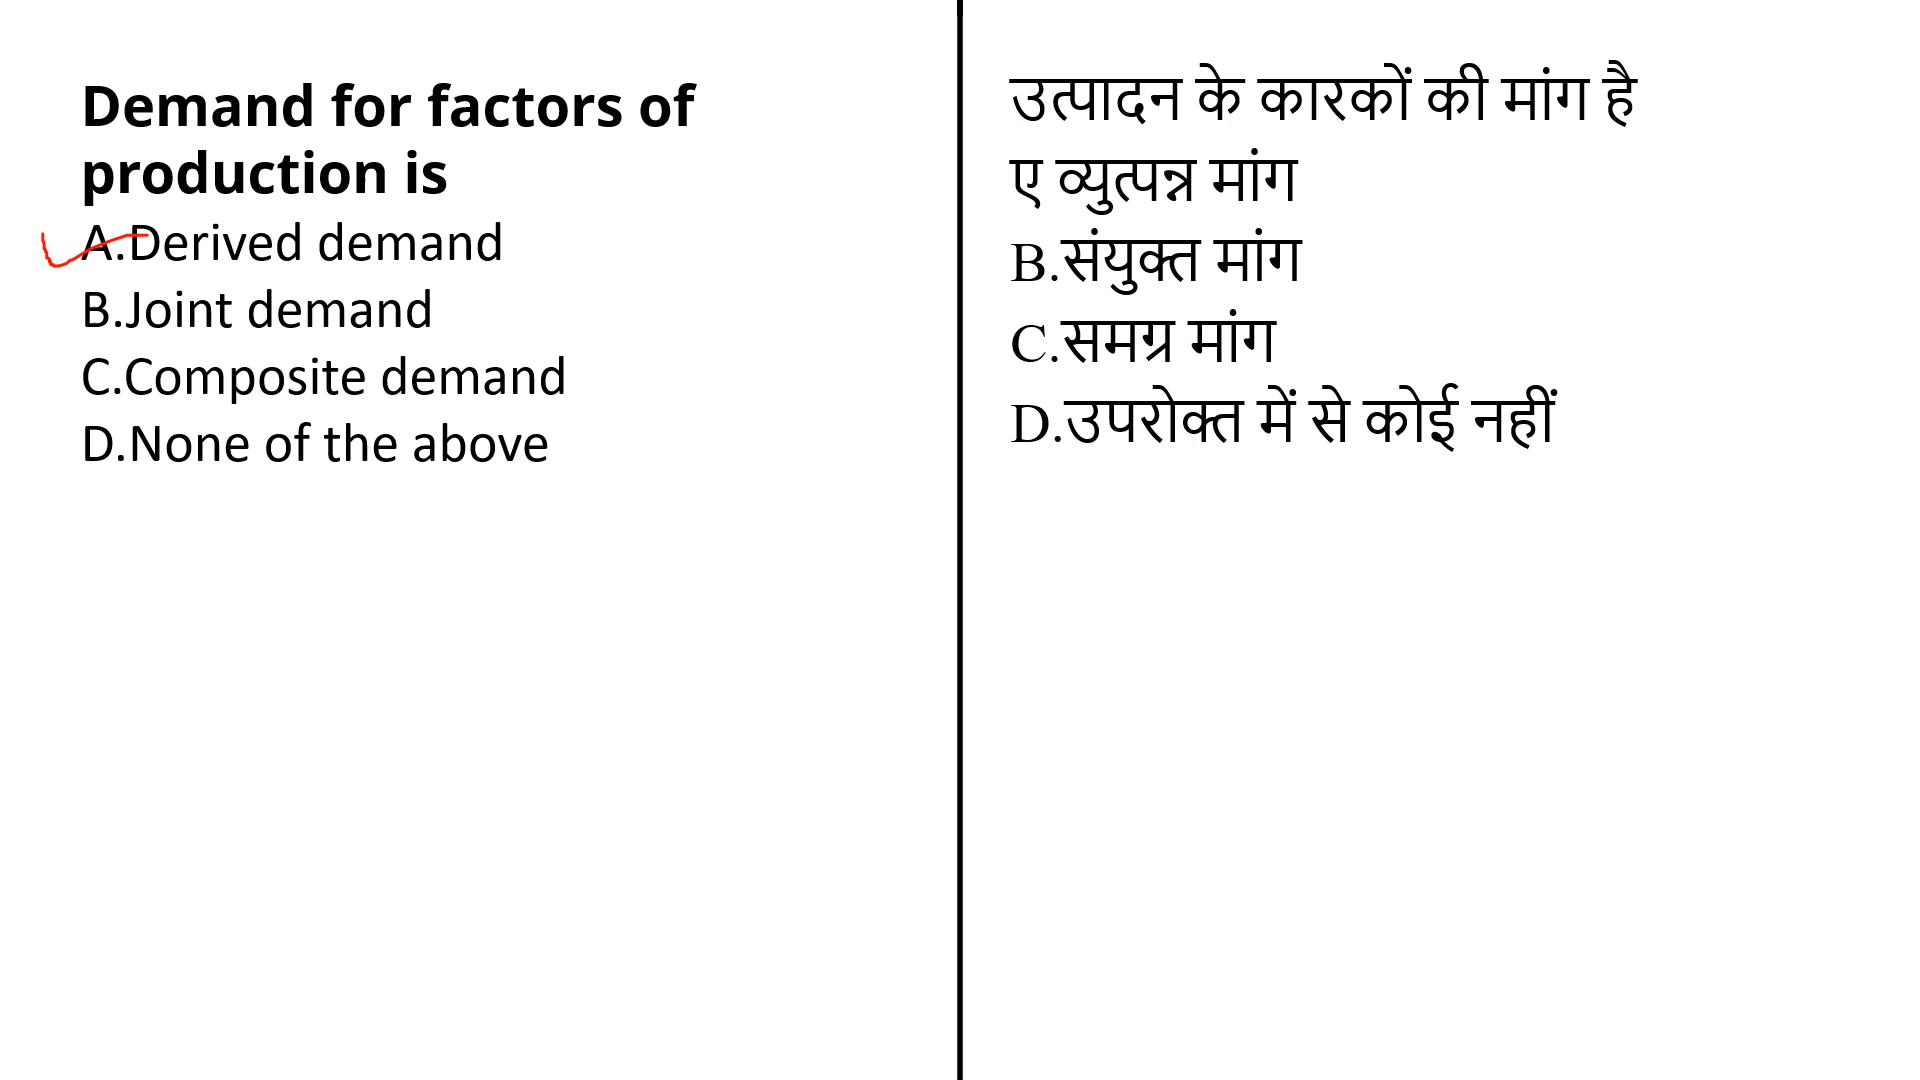 Demand for factors of
production is
A.Derived demand
B.Joint demand
C.Composite demand
D.None of the above
उत्पादन के कारकों की मांग है
ए व्युत्पन्न मांग
B.संयुक्त मांग
C.समग्र मांग
D.उपरोक्त में से कोई नहीं